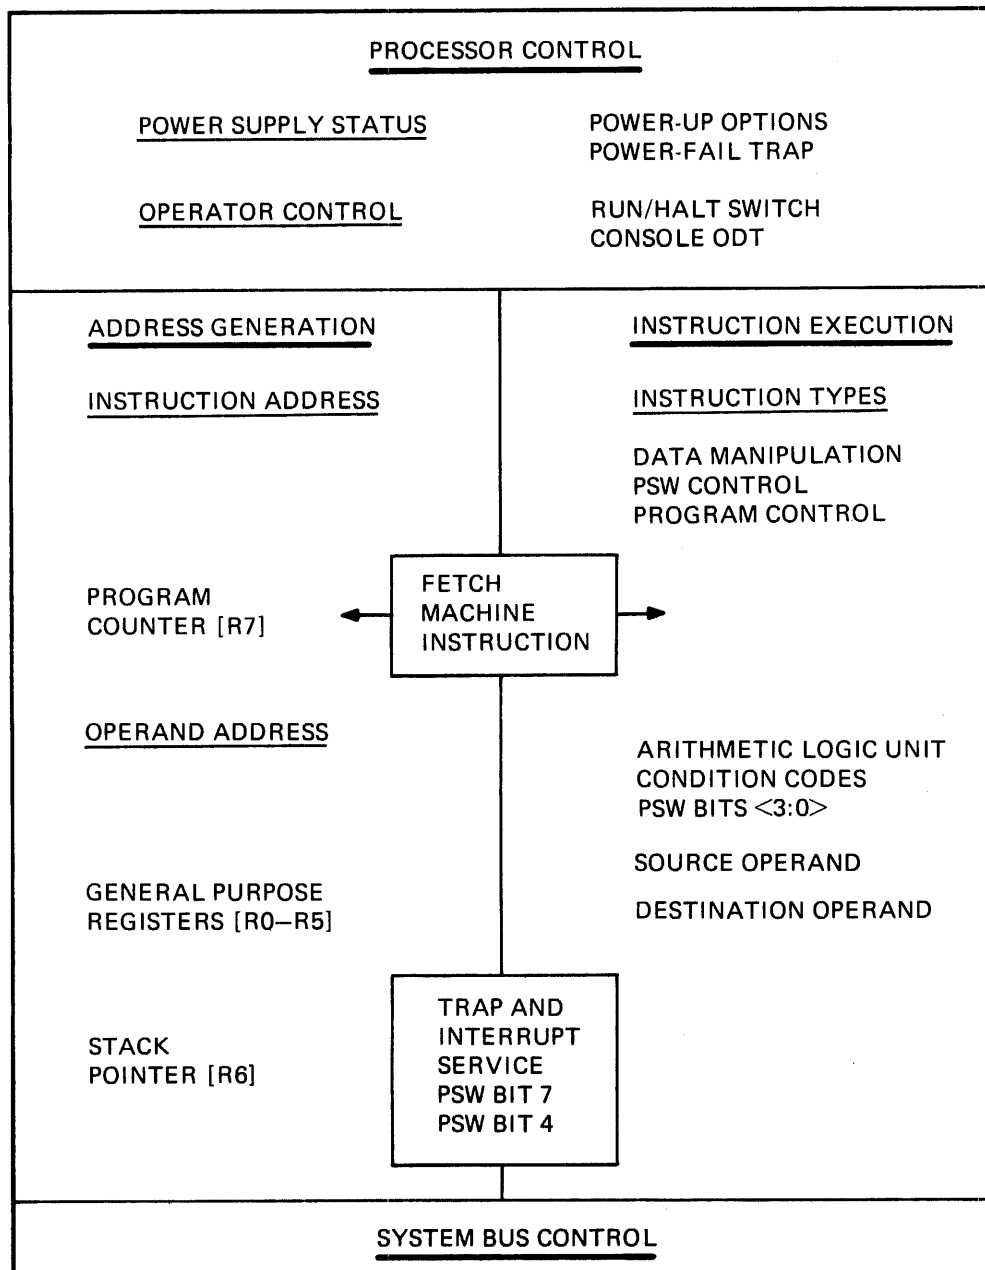 PROCESSOR CONTROL
POWER SUPPLY STATUS
POWER-UP OPTIONS
POWER-FAIL TRAP
OPERATOR CONTROL
RUN/HALT SWITCH
CONSOLE ODT
ADDRESS GENERATION
INSTRUCTION ADDRESS
PROGRAM
COUNTER [R7]
OPERAND ADDRESS
GENERAL PURPOSE
REGISTERS [R0–R5]
STACK
POINTER [R6]
FETCH
MACHINE
INSTRUCTION
TRAP AND
INTERRUPT
SERVICE
PSW BIT 7
PSW BIT 4
INSTRUCTION EXECUTION
INSTRUCTION TYPES
DATA MANIPULATION
PSW CONTROL
PROGRAM CONTROL
ARITHMETIC LOGIC UNIT
CONDITION CODES
PSW BITS <3:0>
SOURCE OPERAND
DESTINATION OPERAND
SYSTEM BUS CONTROL